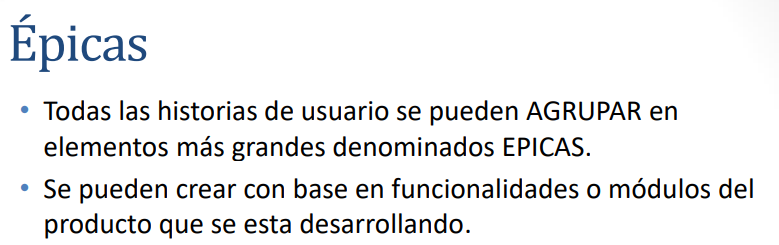 Épicas
• Todas las historias de usuario se pueden AGRUPAR en
elementos más grandes denominados EPICAS.
• Se pueden crear con base en funcionalidades o módulos del
producto que se esta desarrollando.